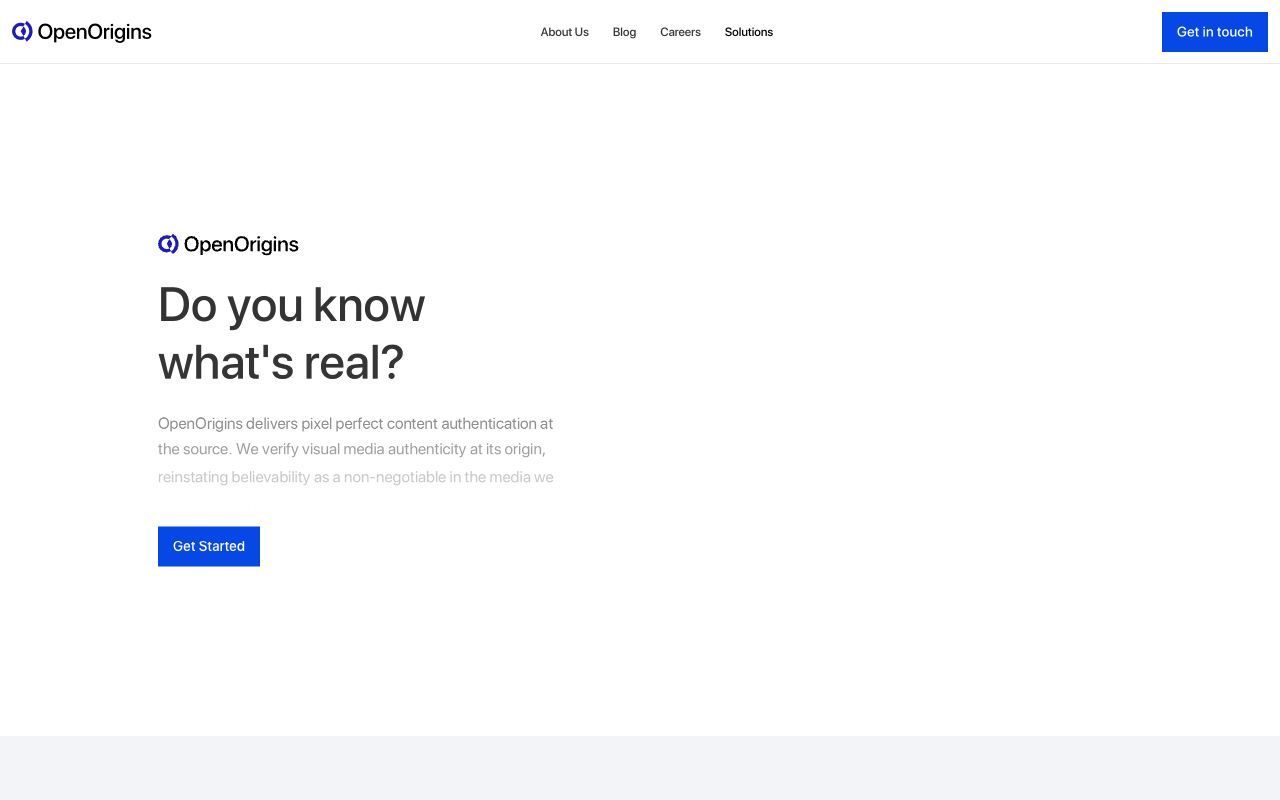 OpenOrigins
About Us
Blog
Careers
Solutions
Get in touch
OpenOrigins
Do you know
what's real?
OpenOrigins delivers pixel perfect content authentication at
the source. We verify visual media authenticity at its origin,
reinstating believability as a non-negotiable in the media we
Get Started